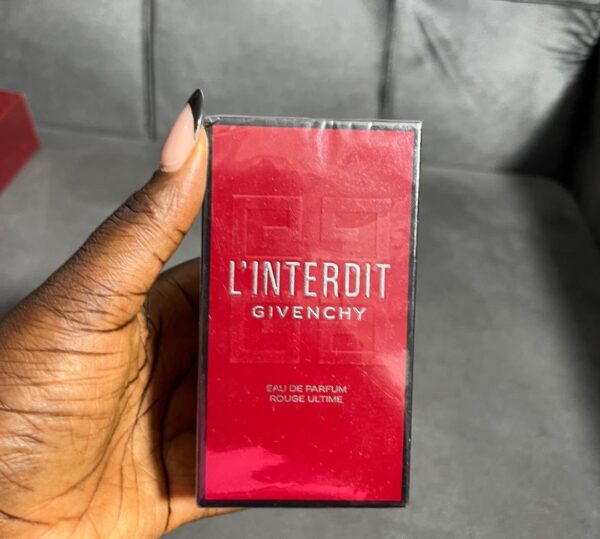 L'INTERDIT
GIVENCHY
EAU DE PARFUM
ROUGE ULTIME